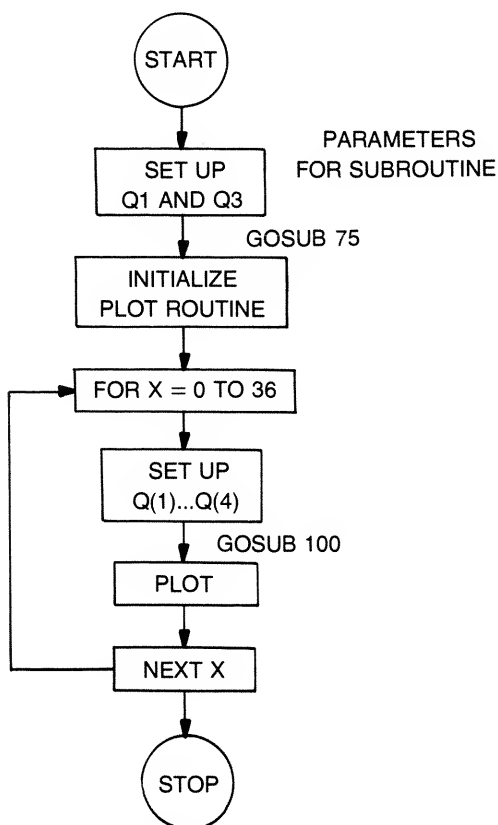 START
PARAMETERS
FOR SUBROUTINE
SET UP
Q1 AND Q3
GOSUB 75
INITIALIZE
PLOT ROUTINE
FOR X = 0 TO 36
SET UP
Q(1)...Q(4)
GOSUB 100
PLOT
NEXT X
STOP